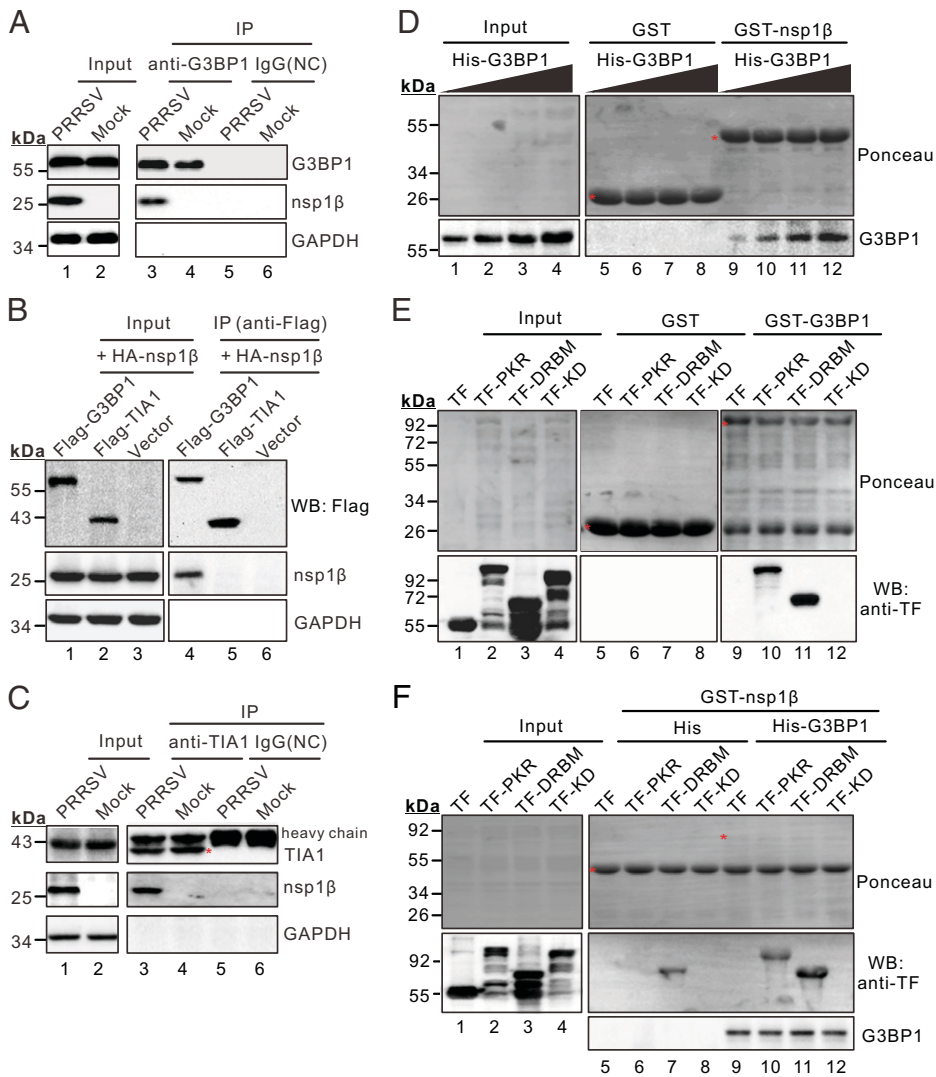 A
IP
Input anti-G3BP1 IgG(NC)
PRRSV Mock PRRSV Mock PRRSV Mock
kDa
55 G3BP1
25 nsp1β
34 GAPDH
1 2 3 4 5 6
B
Input IP (anti-Flag)
+ HA-nsp1β + HA-nsp1β
Flag-G3BP1 Flag-TIA1 Vector Flag-G3BP1 Flag-TIA1 Vector
kDa
55 WB: Flag
43
25 nsp1β
34 GAPDH
1 2 3 4 5 6
C
IP
Input anti-TIA1 IgG(NC)
PRRSV Mock PRRSV Mock PRRSV Mock
kDa
43 heavy chain
TIA1
*
25 nsp1β
34 GAPDH
1 2 3 4 5 6
D
Input GST GST-nsp1β
His-G3BP1 His-G3BP1 His-G3BP1
kDa
55 *
Ponceau
34
26 *
55 G3BP1
1 2 3 4 5 6 7 8 9 10 11 12
E
Input GST GST-G3BP1
TF TF-PKR TF-DRBM TF-KD TF TF-PKR TF-DRBM TF-KD TF TF-PKR TF-DRBM TF-KD
kDa
92 *
72
55 Ponceau
34
26 *
92 WB:
72 anti-TF
55
1 2 3 4 5 6 7 8 9 10 11 12
F
GST-nsp1β
Input His His-G3BP1
TF TF-PKR TF-DRBM TF-KD TF TF-PKR TF-DRBM TF-KD TF TF-PKR TF-DRBM TF-KD
kDa
92 *
55 * Ponceau
34
26
92 WB:
anti-TF
55
1 2 3 4 G3BP1
5 6 7 8 9 10 11 12